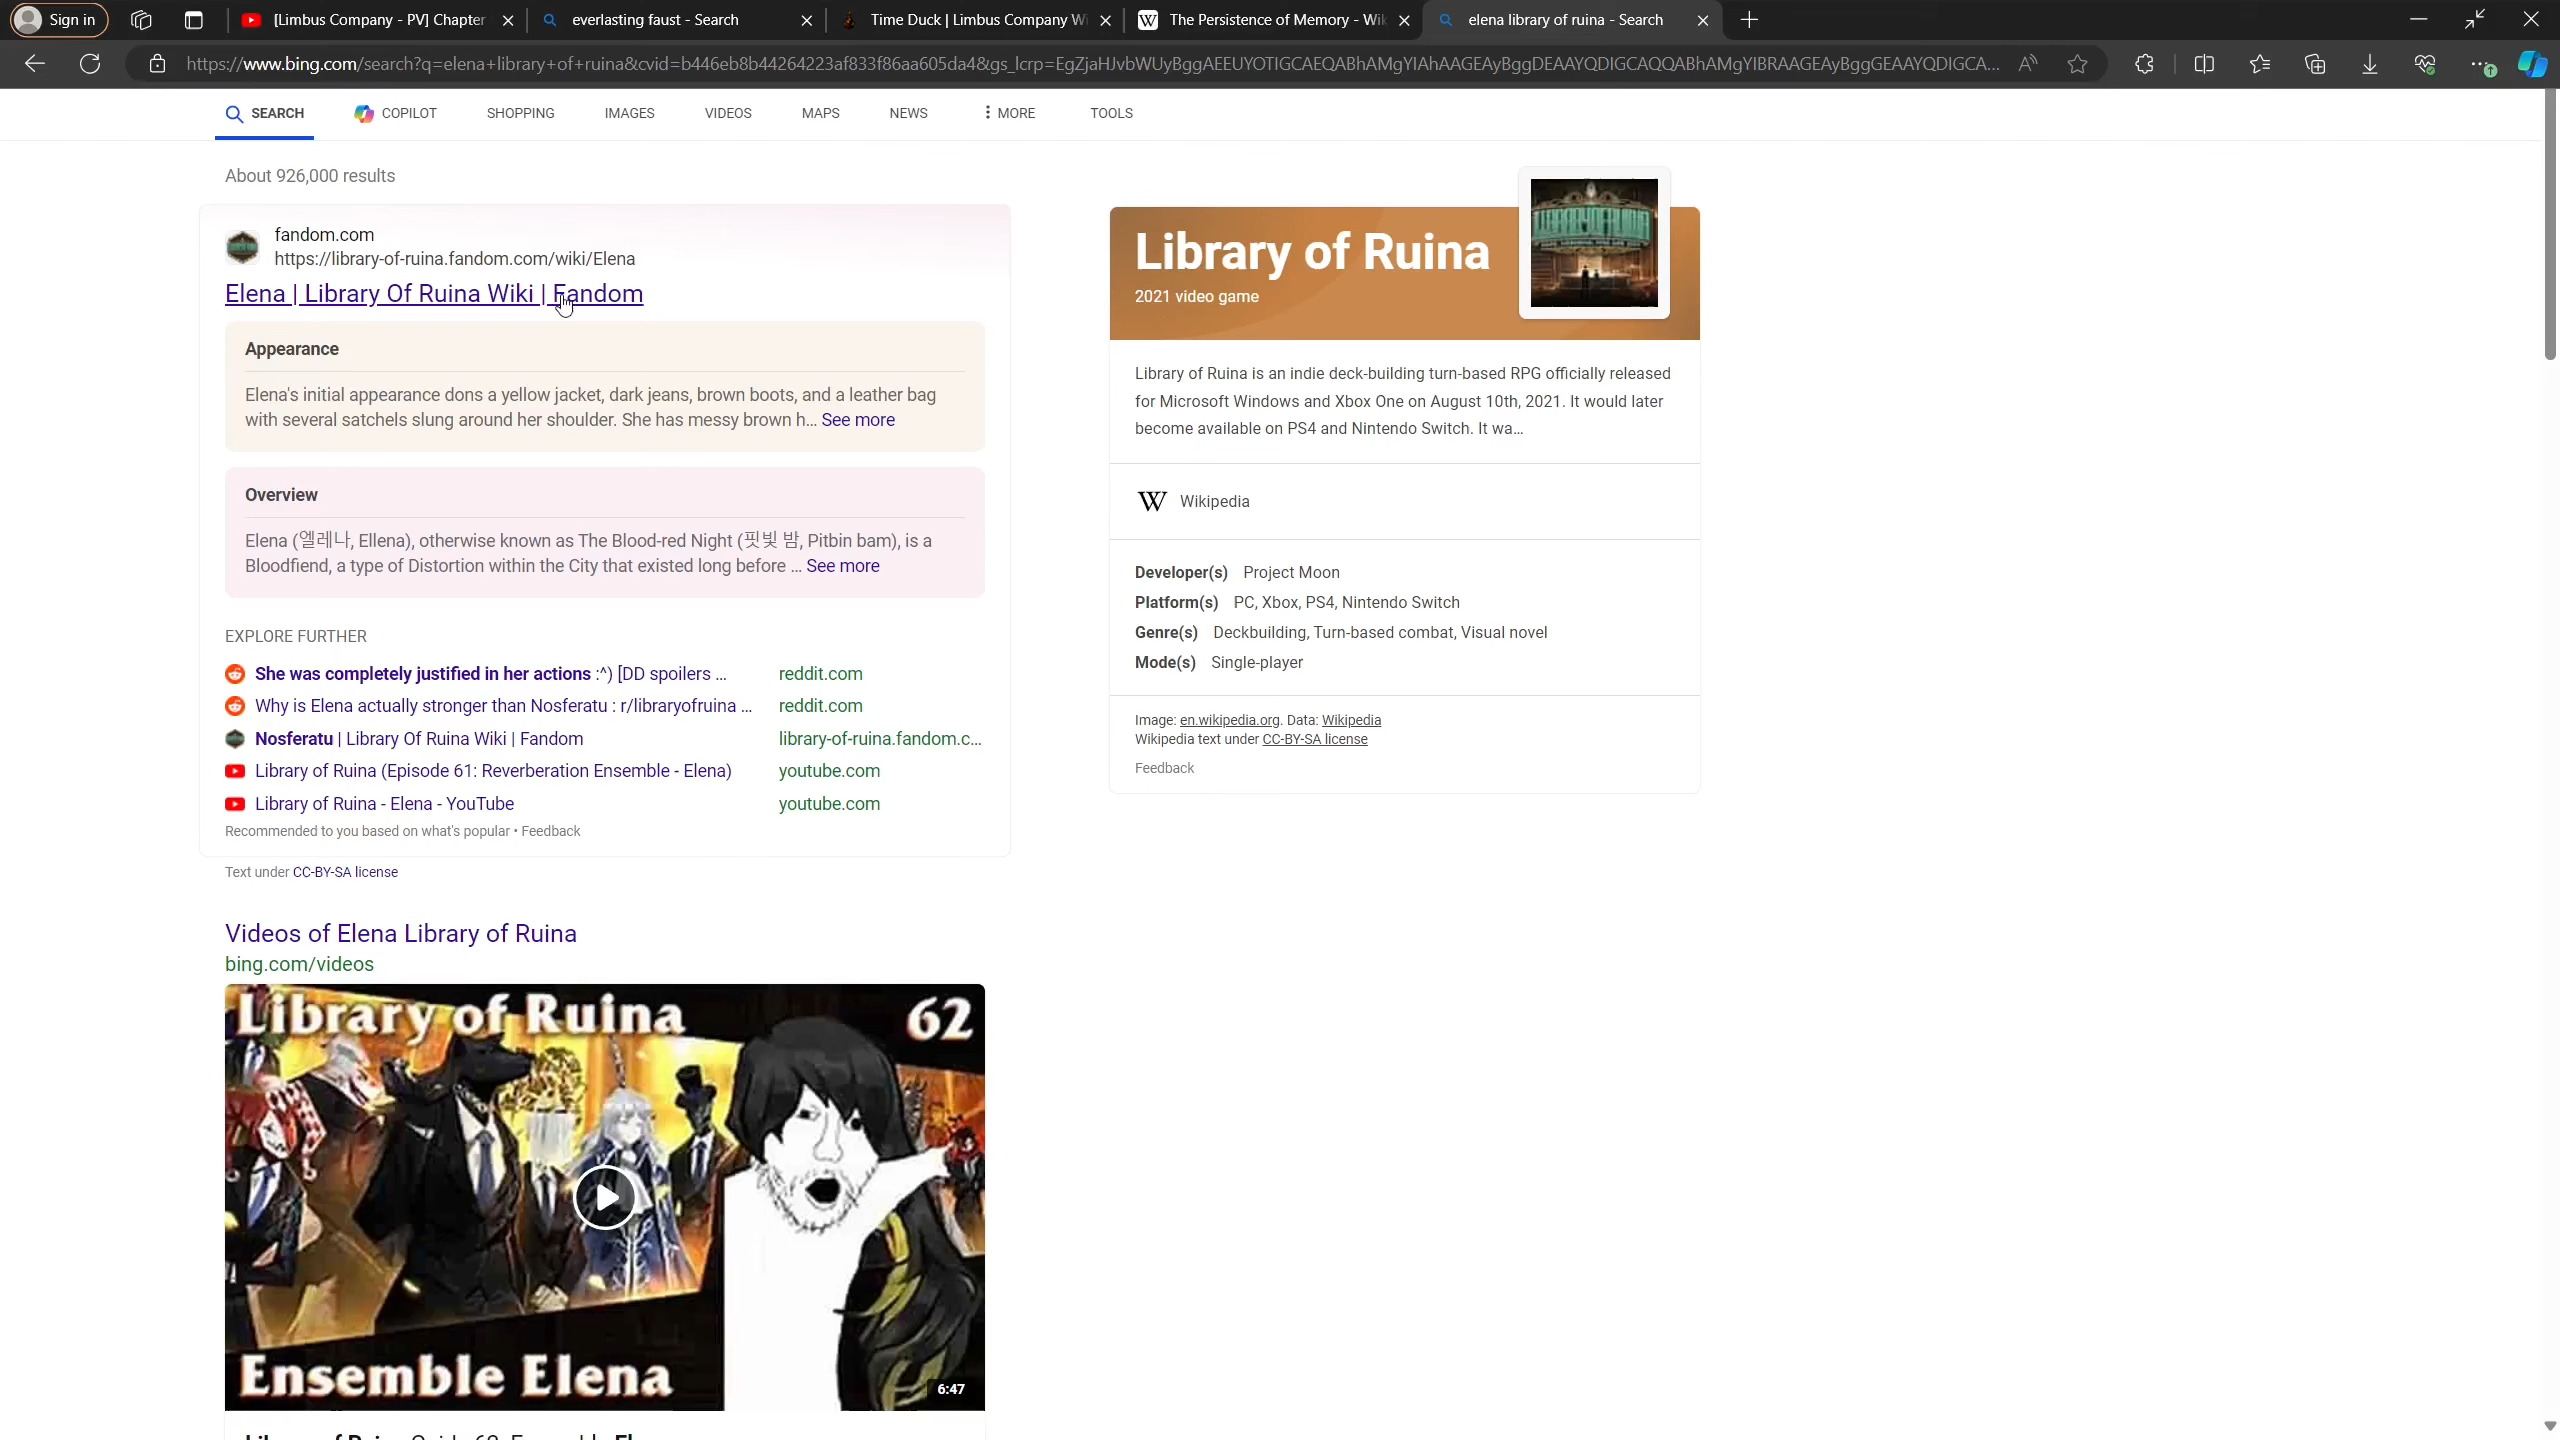 Sign in
[Limbus Company - PV] Chapter
everlasting faust - Search
Time Duck | Limbus Company Wi
The Persistence of Memory - Wik
elena library of ruina - Search
https://www.bing.com/search?q=elena+library+of+ruina&cvid=b446eb8b44264223af833f86aa605da4&gs_lcrp=EgZjaHJvbWUyBggAEEUYOTIGCAEQABhAMgYIAhAAGEAyBggDEAAYQDIGCAQQABhAMgYIBRAAGEAyBggGEAAYQDIGCA...
SEARCH
COPILOT
SHOPPING
IMAGES
VIDEOS
MAPS
NEWS
MORE
TOOLS
About 926,000 results
fandom.com
https://library-of-ruina.fandom.com/wiki/Elena
Elena | Library Of Ruina Wiki | Fandom
Appearance
Elena's initial appearance dons a yellow jacket, dark jeans, brown boots, and a leather bag
with several satchels slung around her shoulder. She has messy brown h... See more
Overview
Elena (엘레나, Ellena), otherwise known as The Blood-red Night (핏빛 밤, Pitbin bam), is a
Bloodfiend, a type of Distortion within the City that existed long before ... See more
EXPLORE FURTHER
She was completely justified in her actions :^) [DD spoilers ... reddit.com
Why is Elena actually stronger than Nosferatu : r/libraryofruina ... reddit.com
Nosferatu | Library Of Ruina Wiki | Fandom library-of-ruina.fandom.c...
Library of Ruina (Episode 61: Reverberation Ensemble - Elena) youtube.com
Library of Ruina - Elena - YouTube youtube.com
Recommended to you based on what's popular • Feedback
Text under CC-BY-SA license
Videos of Elena Library of Ruina
bing.com/videos
Library of Ruina 62
Ensemble Elena
6:47
Library of Ruina
2021 video game
Library of Ruina is an indie deck-building turn-based RPG officially released
for Microsoft Windows and Xbox One on August 10th, 2021. It would later
become available on PS4 and Nintendo Switch. It wa...
W Wikipedia
Developer(s) Project Moon
Platform(s) PC, Xbox, PS4, Nintendo Switch
Genre(s) Deckbuilding, Turn-based combat, Visual novel
Mode(s) Single-player
Image: en.wikipedia.org. Data: Wikipedia
Wikipedia text under CC-BY-SA license
Feedback